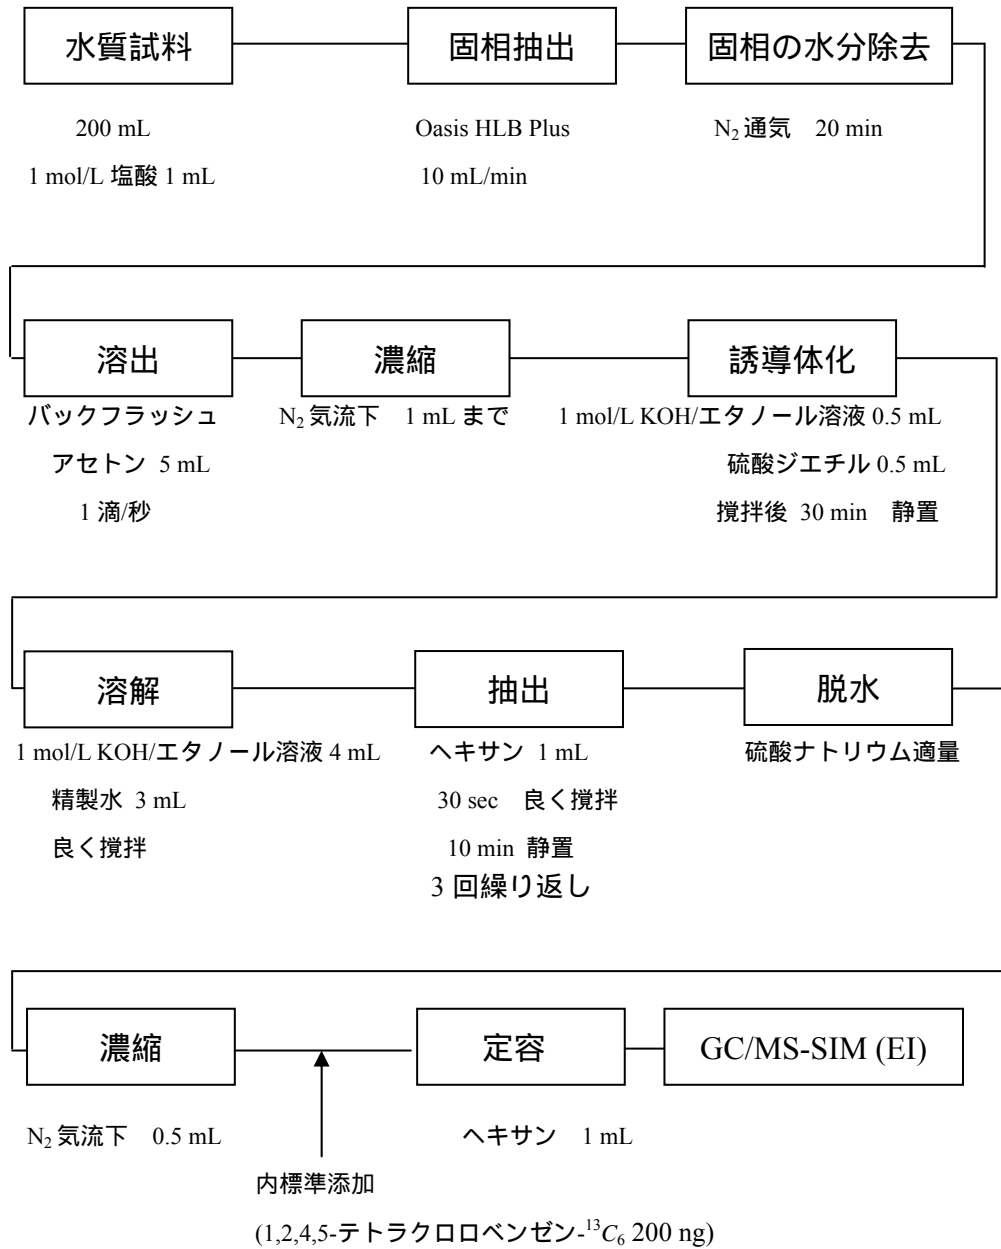 水質試料
固相抽出
固相の水分除去
200 mL
1 mol/L 塩酸 1 mL
Oasis HLB Plus
10 mL/min
N₂ 通気 20 min
溶出
濃縮
誘導体化
バックフラッシュ
アセトン 5 mL
1 滴/秒
N₂ 気流下 1 mL まで
1 mol/L KOH/エタノール溶液 0.5 mL
硫酸ジエチル 0.5 mL
撹拌後 30 min 静置
溶解
抽出
脱水
1 mol/L KOH/エタノール溶液 4 mL
精製水 3 mL
良く撹拌
ヘキサン 1 mL
30 sec 良く撹拌
10 min 静置
3 回繰り返し
硫酸ナトリウム適量
濃縮
定容
GC/MS-SIM (EI)
N₂ 気流下 0.5 mL
ヘキサン 1 mL
内標準添加
(1,2,4,5-テトラクロロベンゼン-¹³C₆ 200 ng)